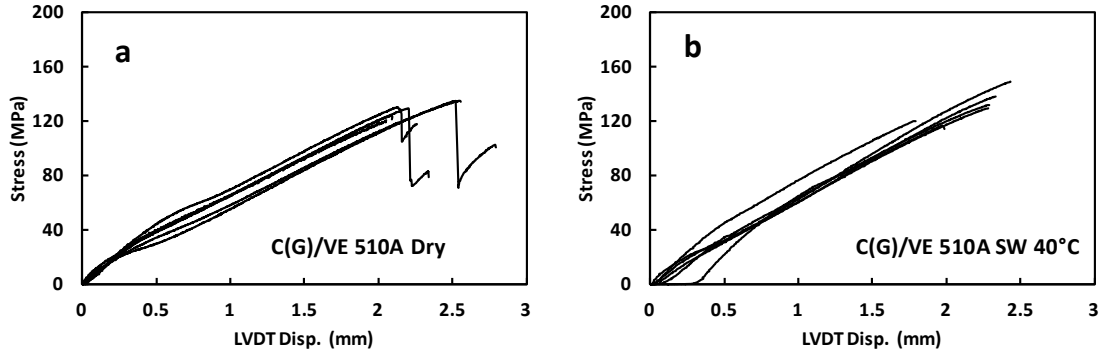 a
200
160
120
80
40
0
Stress (MPa)
C(G)/VE 510A Dry
0 0.5 1 1.5 2 2.5 3
LVDT Disp. (mm)
b
200
160
120
80
40
0
Stress (MPa)
C(G)/VE 510A SW 40°C
0 0.5 1 1.5 2 2.5 3
LVDT Disp. (mm)